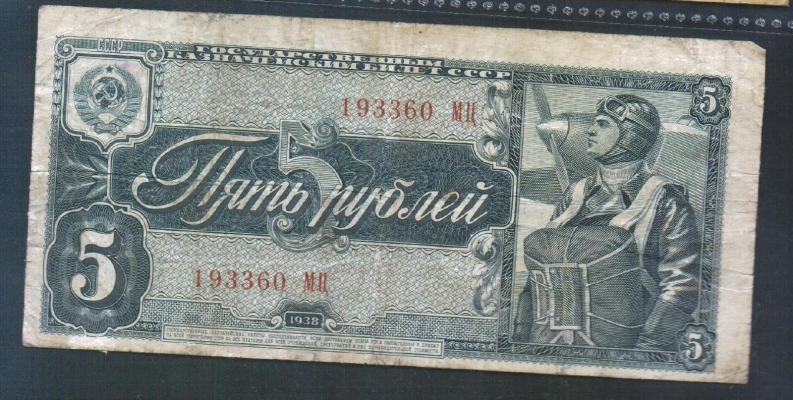 СССР
ГОСУДАРСТВЕННЫЙ
КАЗНАЧЕЙСКИЙ БИЛЕТ СССР
5
193360 МЦ
5
Пять рублей
5
193360 МЦ
1938
5